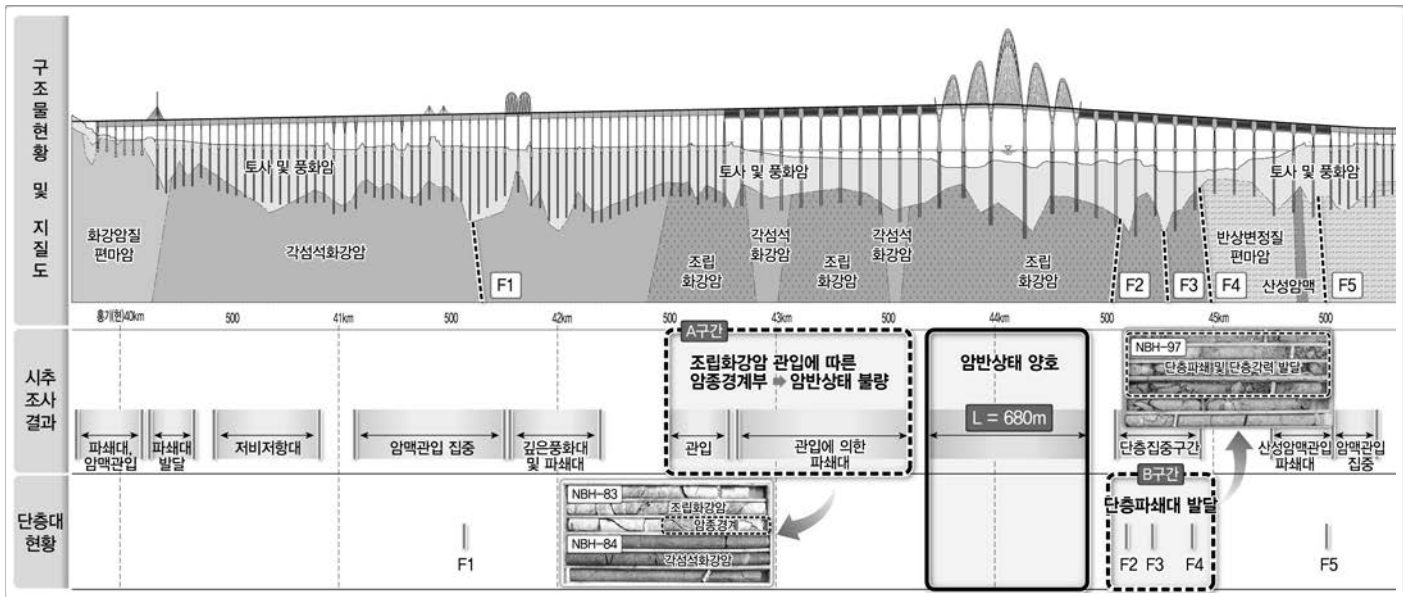 구조물현황 및 지질도
토사 및 풍화암
토사 및 풍화암
토사 및 풍화암
화강암질
편마암
각섬석화강암
F1
조립
화강암
각섬석
화강암
조립
화강암
각섬석
화강암
조립
화강암
F2
F3
반상변정질
편마암
F4
산성암맥
F5
종기(현)40km
500
41km
500
42km
500
43km
500
44km
500
45km
500
시추
조사
결과
파쇄대,
암맥관입
파쇄대
발달
저비저항대
암맥관입 집중
깊은풍화대
및 파쇄대
A구간
조립화강암 관입에 따른
암종경계부 ➡ 암반상태 불량
관입
관입에 의한
파쇄대
암반상태 양호
L = 680m
NBH-97
단층파쇄 및 단층각력 발달
단층집중구간
산성암맥관입
파쇄대
암맥관입
집중
단층대
현황
F1
NBH-83
조립화강암
암종경계
NBH-84
각섬석화강암
B구간
단층파쇄대 발달
F2
F3
F4
F5